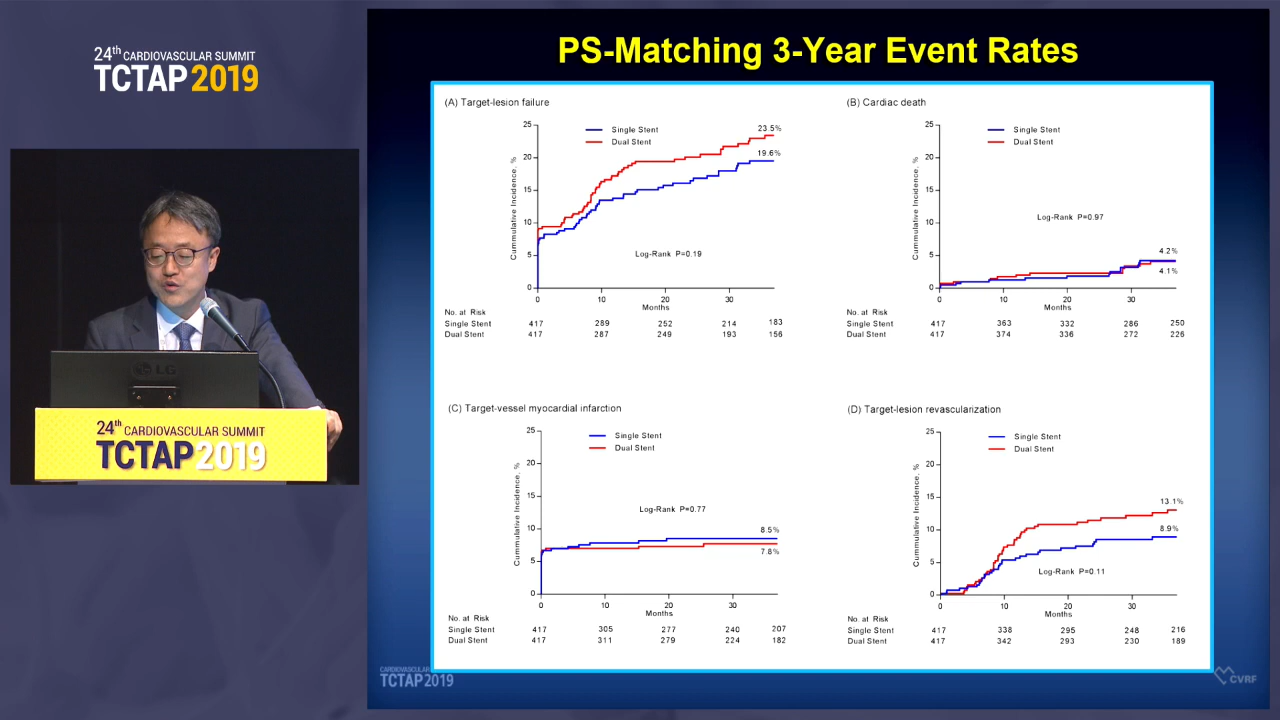 24th CARDIOVASCULAR SUMMIT
TCTAP 2019
PS-Matching 3-Year Event Rates
(A) Target-lesion failure
Cummulative Incidence, %
25
20
15
10
5
0
Single Stent
Dual Stent
23.5%
19.6%
Log-Rank P=0.19
0 10 20 30
Months
No. at Risk
Single Stent 417 289 252 214 183
Dual Stent 417 287 249 193 156
(B) Cardiac death
Cummulative Incidence, %
25
20
15
10
5
0
Single Stent
Dual Stent
Log-Rank P=0.97
4.2%
4.1%
0 10 20 30
Months
No. at Risk
Single Stent 417 363 332 286 250
Dual Stent 417 374 336 272 226
(C) Target-vessel myocardial infarction
Cummulative Incidence, %
25
20
15
10
5
0
Single Stent
Dual Stent
Log-Rank P=0.77
8.5%
7.8%
0 10 20 30
Months
No. at Risk
Single Stent 417 305 277 240 207
Dual Stent 417 311 279 224 182
(D) Target-lesion revascularization
Cummulative Incidence, %
25
20
15
10
5
0
Single Stent
Dual Stent
13.1%
8.9%
Log-Rank P=0.11
0 10 20 30
Months
No. at Risk
Single Stent 417 338 295 248 216
Dual Stent 417 342 293 230 189
LG
24th CARDIOVASCULAR SUMMIT
TCTAP 2019
CARDIOVASCULAR
TCTAP2019
CVRF